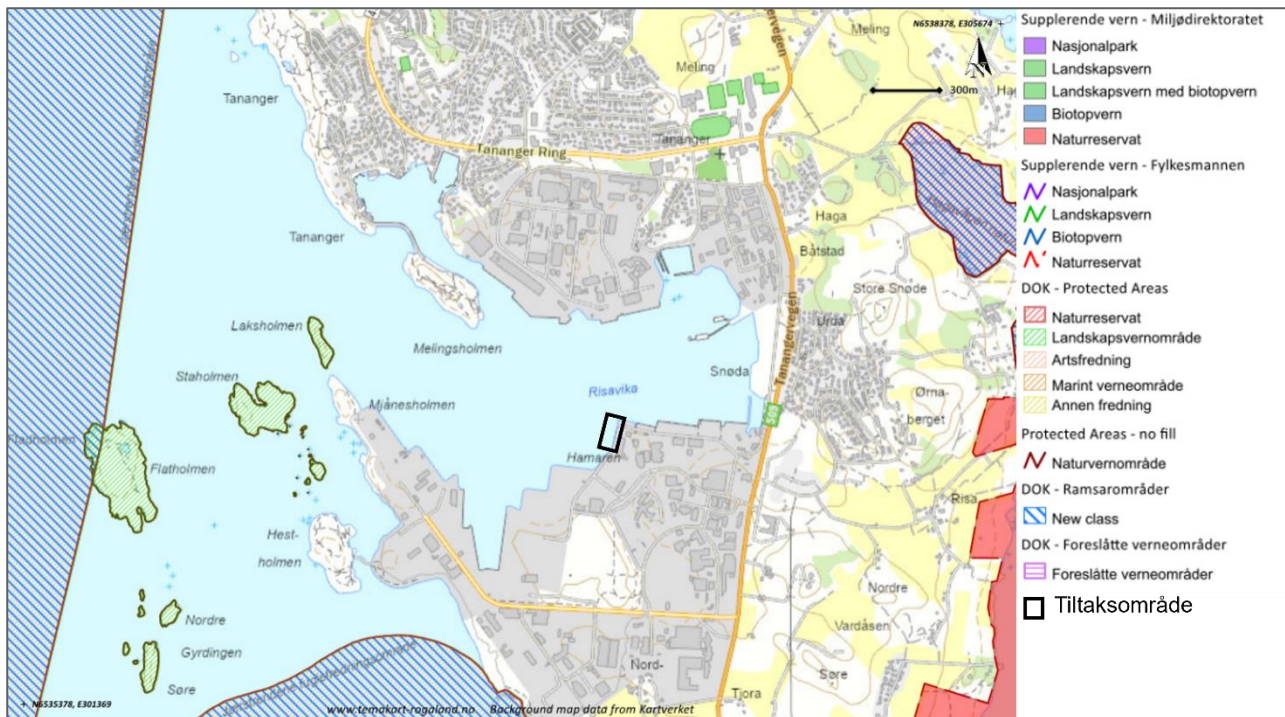 N6538378, E305674 +
Meling
N
Meling
300m
Tananger
Tananger
Tananger Ring
Tanangervegen
Haga
Båtstad
Store Snøde
Tananger
Laksholmen
Melingsholmen
Urda
Snøda
Tanangervegen
Risavika
Ørna-
berget
Staholmen
Mjånesholmen
509
Hamaren
Flatholmen
Risa
Hest-
holmen
Nordre
Nordre
Vardåsen
Gyrdingen
Søre
Nord-
Søre
Tjora
+ N6535378, E301369
www.temakart-rogaland.no Background map data from Kartverket
Supplerende vern - Miljødirektoratet
Nasjonalpark
Landskapsvern
Landskapsvern med biotopvern
Biotopvern
Naturreservat
Supplerende vern - Fylkesmannen
Nasjonalpark
Landskapsvern
Biotopvern
Naturreservat
DOK - Protected Areas
Naturreservat
Landskapsvernområde
Artsfredning
Marint verneområde
Annen fredning
Protected Areas - no fill
Naturvernområde
DOK - Ramsarområder
New class
DOK - Foreslåtte verneområder
Foreslåtte verneområder
Tiltaksområde